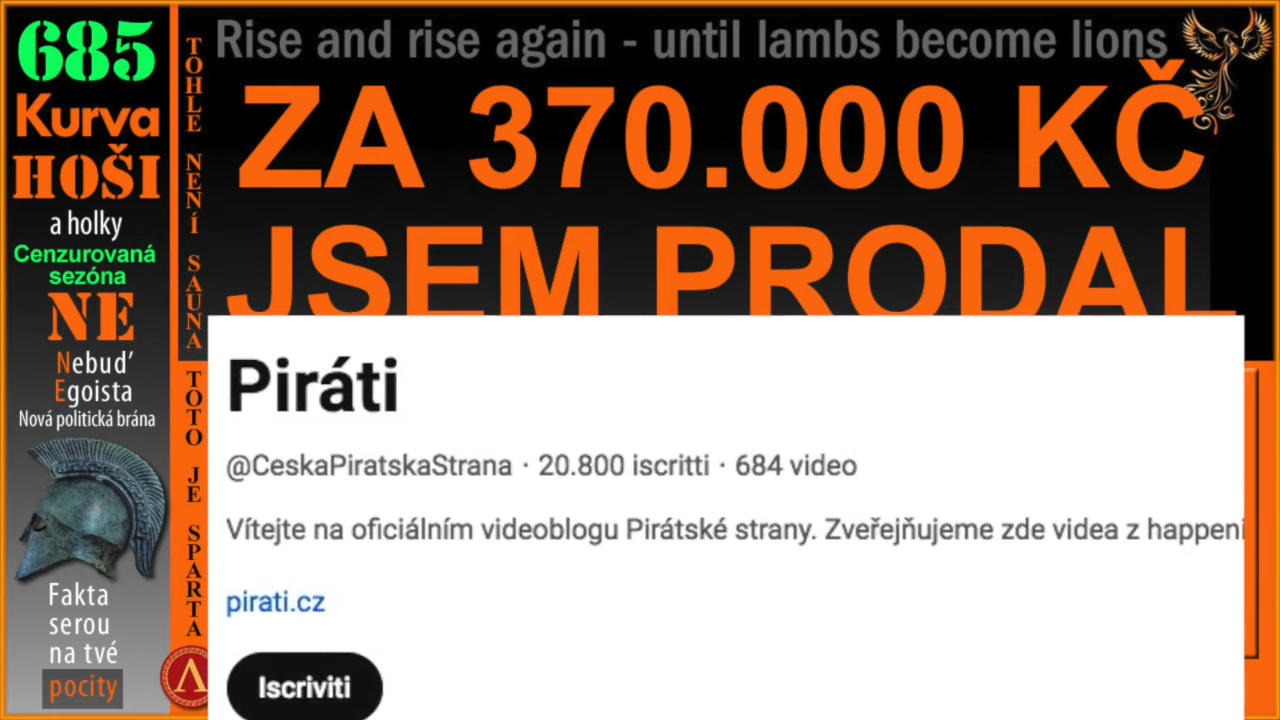 685
Kurva
HOŠI
a holky
Cenzurovaná
sezóna
NE
Nebuď
Egoista
Nová politická brána
Fakta
serou
na tvé
pocity
TOHLE NENÍ SAUNA TOTO JE SPARTA
Λ
Rise and rise again - until lambs become lions
ZA 370.000 KČ
JSEM PRODAL
Piráti
@CeskaPiratskaStrana · 20.800 iscritti · 684 video
Vítejte na oficiálním videoblogu Pirátské strany. Zveřejňujeme zde videa z happeni
pirati.cz
Iscriviti